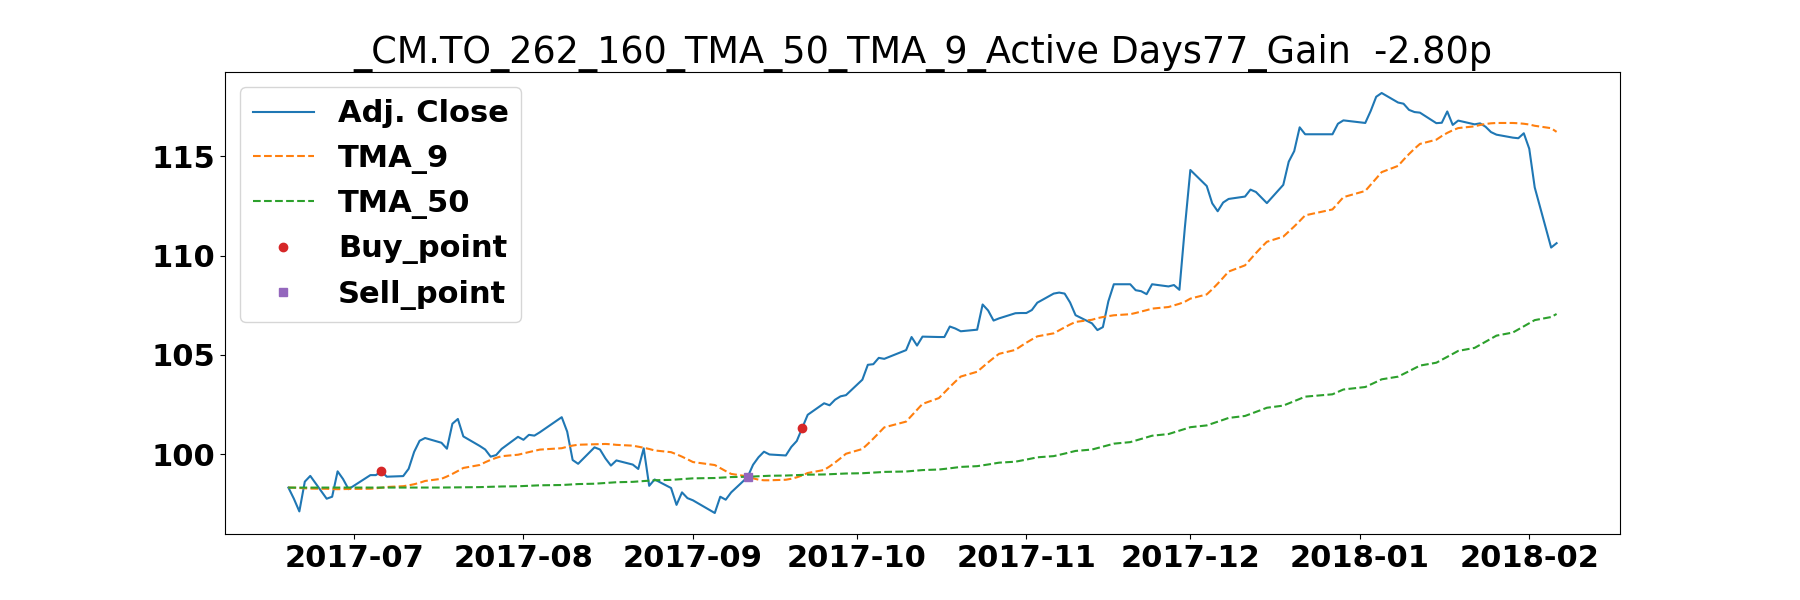 _CM.TO_262_160_TMA_50_TMA_9_Active Days77_Gain  -2.80p
Adj. Close
TMA_9
TMA_50
Buy_point
Sell_point
115
110
105
100
2017-07 2017-08 2017-09 2017-10 2017-11 2017-12 2018-01 2018-02